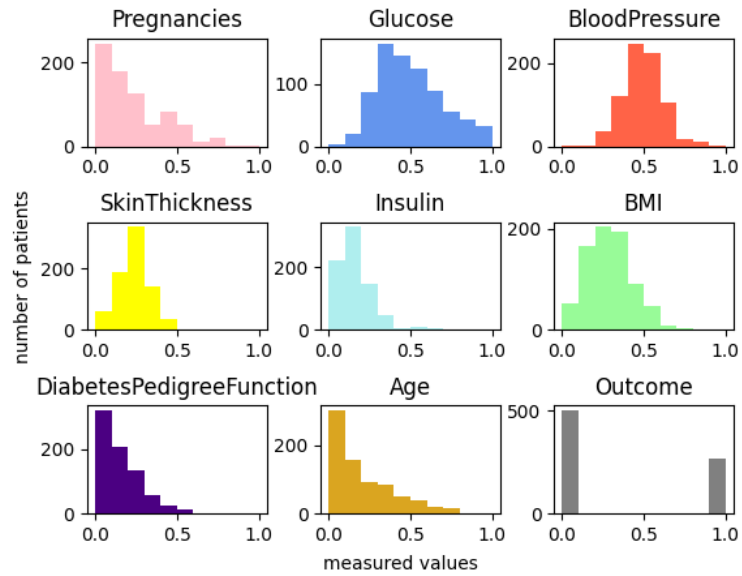 Pregnancies
Glucose
BloodPressure
200
0
0.0 0.5 1.0
100
0
0.0 0.5 1.0
200
0
0.0 0.5 1.0
number of patients
SkinThickness
Insulin
BMI
200
0
0.0 0.5 1.0
200
0
0.0 0.5 1.0
200
0
0.0 0.5 1.0
DiabetesPedigreeFunction
Age
Outcome
200
0
0.0 0.5 1.0
200
0
0.0 0.5 1.0
500
0
0.0 0.5 1.0
measured values